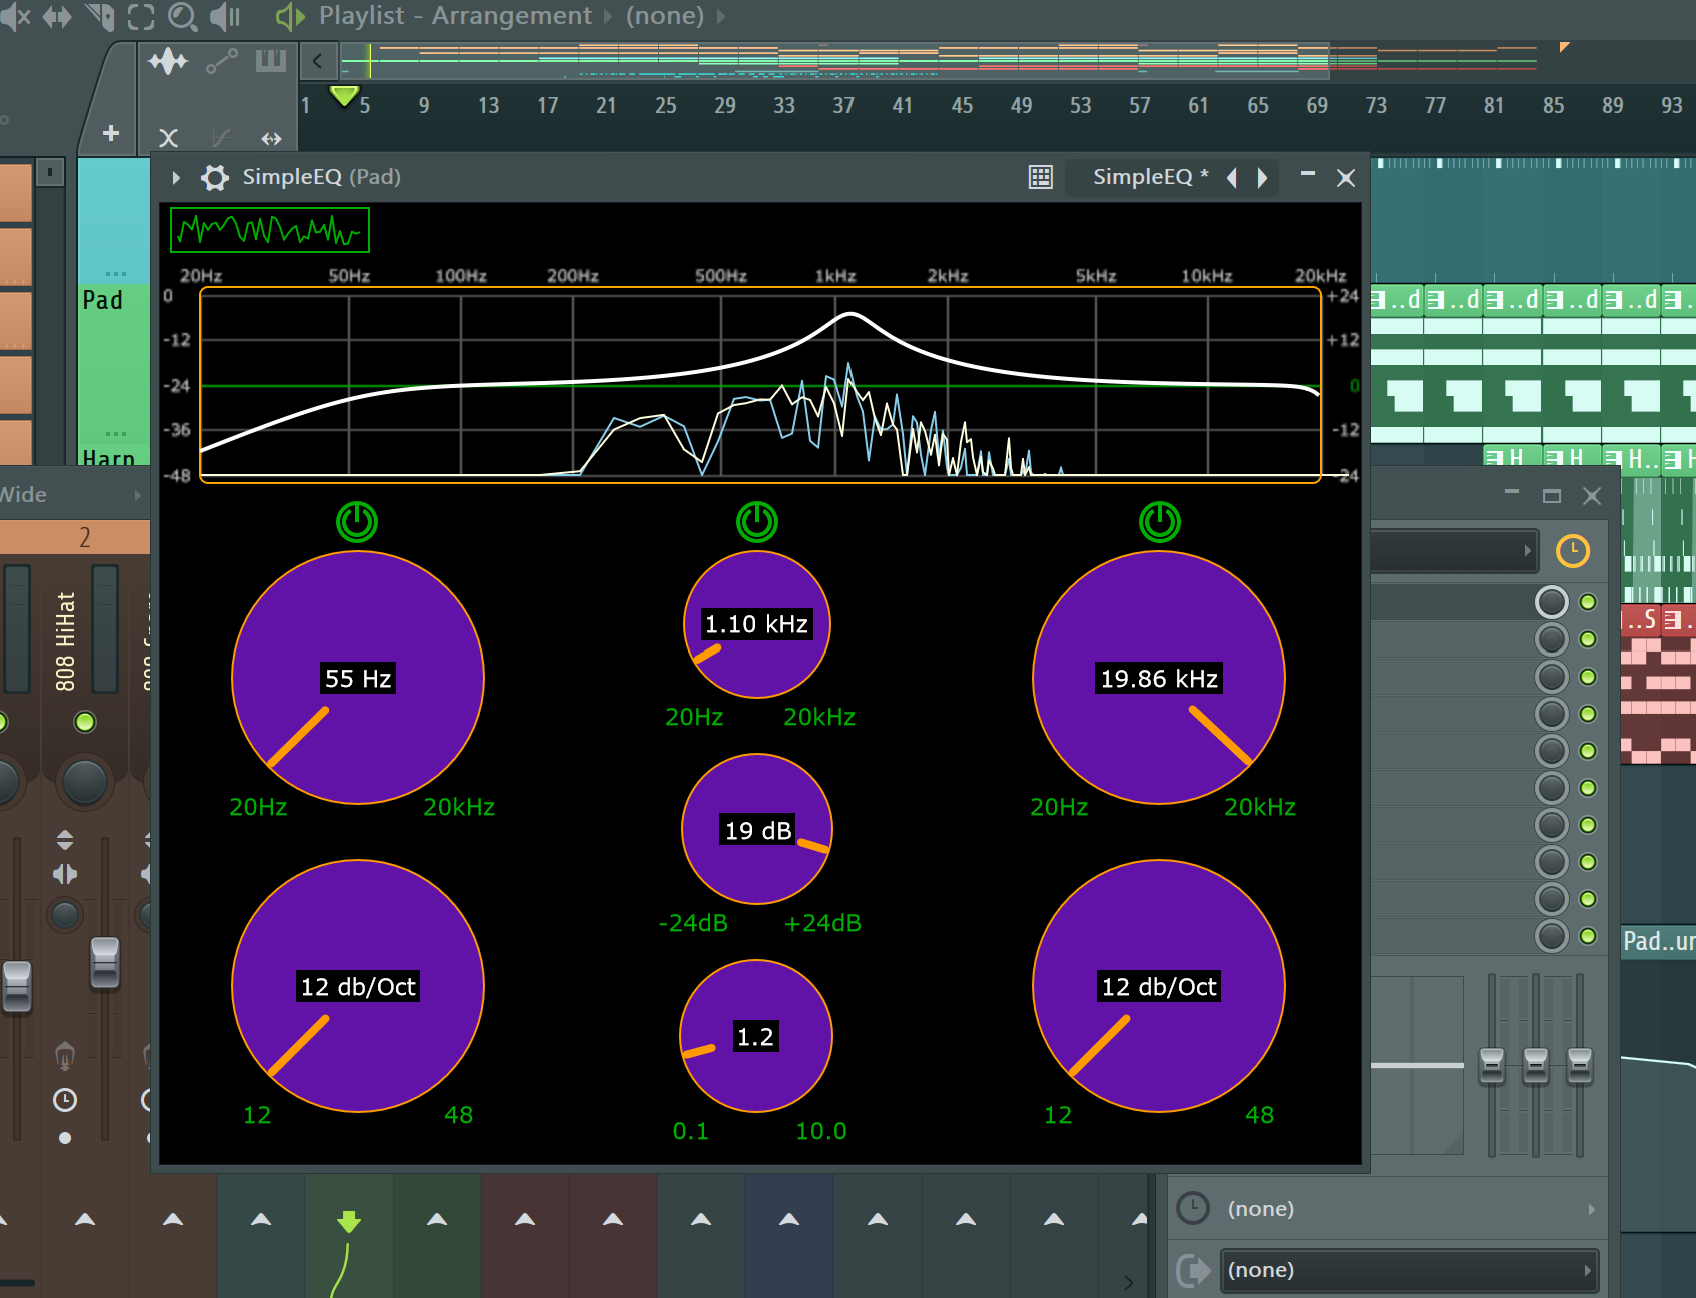 Playlist - Arrangement (none)
1 5 9 13 17 21 25 29 33 37 41 45 49 53 57 61 65 69 73 77 81 85 89 93
SimpleEQ (Pad)
SimpleEQ *
20Hz 50Hz 100Hz 200Hz 500Hz 1kHz 2kHz 5kHz 10kHz 20kHz
0 +24
-12 +12
-24 0
-36 -12
-48 -24
Pad
Harp
..d ..d ..d ..d ..d
H H H..
Wide
2
808 HiHat
55 Hz
20Hz 20kHz
12 db/Oct
12 48
1.10 kHz
20Hz 20kHz
19 dB
-24dB +24dB
1.2
0.1 10.0
19.86 kHz
20Hz 20kHz
12 db/Oct
12 48
..S
Pad..ur
(none)
(none)